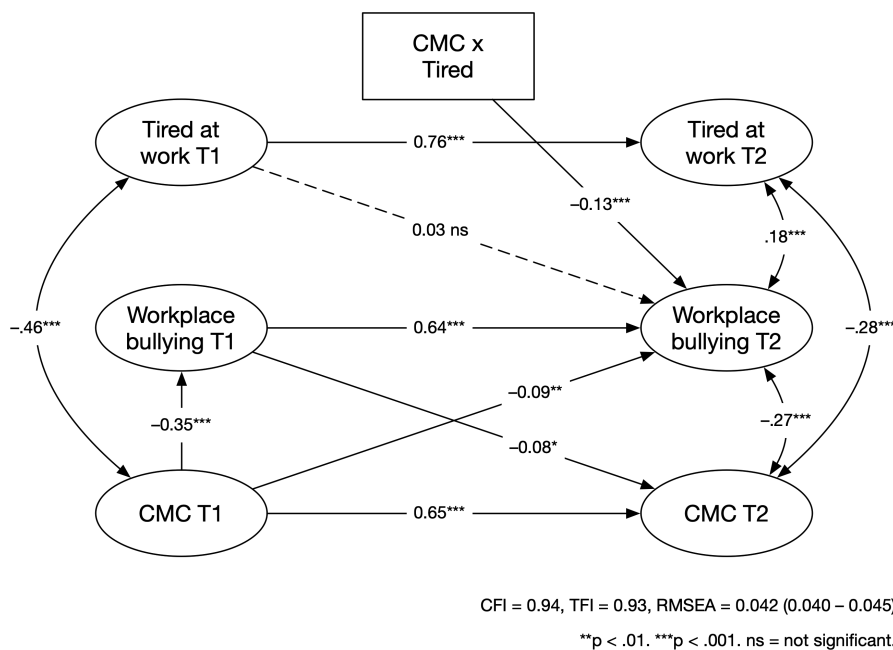 CMC x
Tired
Tired at
work T1
0.76***
Tired at
work T2
–0.13***
0.03 ns
.18***
Workplace
bullying T1
0.64***
Workplace
bullying T2
–.46***
–.28***
–0.09**
–0.35***
–.27***
–0.08*
CMC T1
0.65***
CMC T2
CFI = 0.94, TFI = 0.93, RMSEA = 0.042 (0.040 – 0.045)
**p < .01. ***p < .001. ns = not significant.